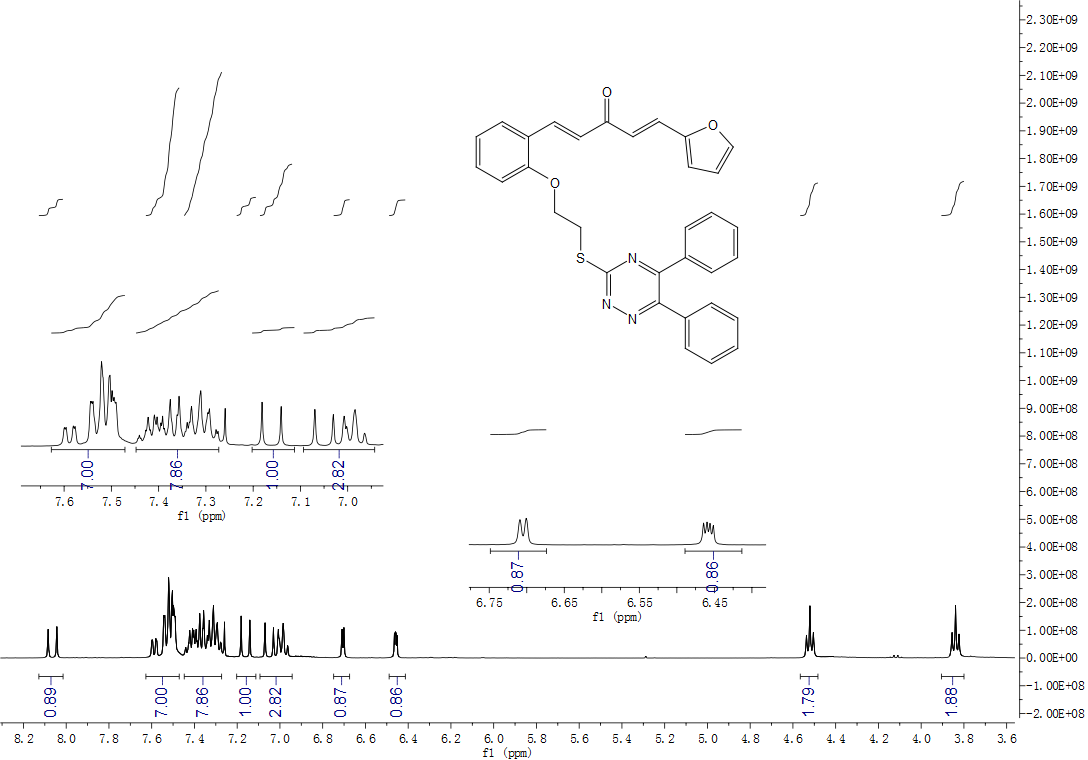 2.30E+09
2.20E+09
2.10E+09
2.00E+09
1.90E+09
1.80E+09
1.70E+09
1.60E+09
1.50E+09
1.40E+09
1.30E+09
1.20E+09
1.10E+09
1.00E+09
9.00E+08
8.00E+08
7.00E+08
6.00E+08
5.00E+08
4.00E+08
3.00E+08
2.00E+08
1.00E+08
0.00E+00
-1.00E+08
-2.00E+08
O
O
O
S
N
N
N
7.00
7.86
1.00
2.82
7.6 7.5 7.4 7.3 7.2 7.1 7.0
f1 (ppm)
0.87
0.86
6.75 6.65 6.55 6.45
f1 (ppm)
0.89
7.00
7.86
1.00
2.82
0.87
0.86
1.79
1.88
8.2 8.0 7.8 7.6 7.4 7.2 7.0 6.8 6.6 6.4 6.2 6.0 5.8 5.6 5.4 5.2 5.0 4.8 4.6 4.4 4.2 4.0 3.8 3.6
f1 (ppm)